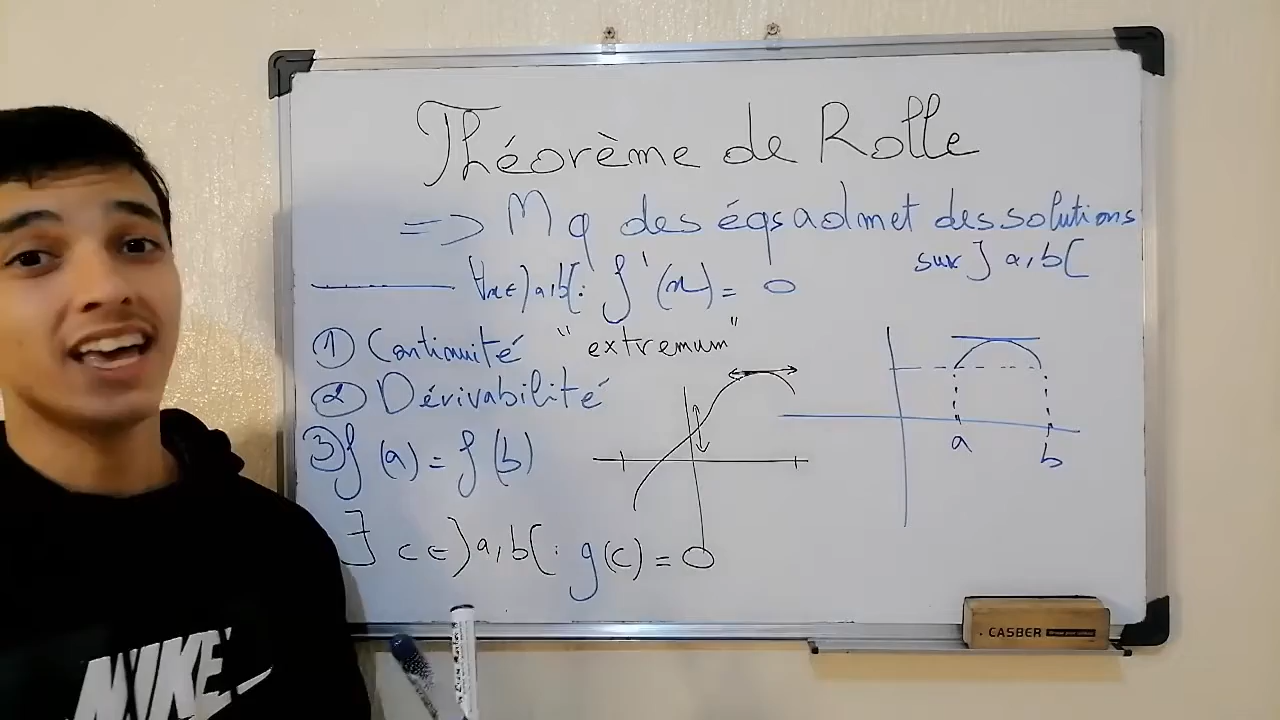 Théorème de Rolle
=> Mq des éqs admet des solutions
sur ]a,b[
∀x∈]a,b[: f'(x) = 0
① Continuité "extremum"
② Dérivabilité
③ f(a) = f(b)
a
b
∃ c∈]a,b[: g(c) = 0
CASBER
NIKE